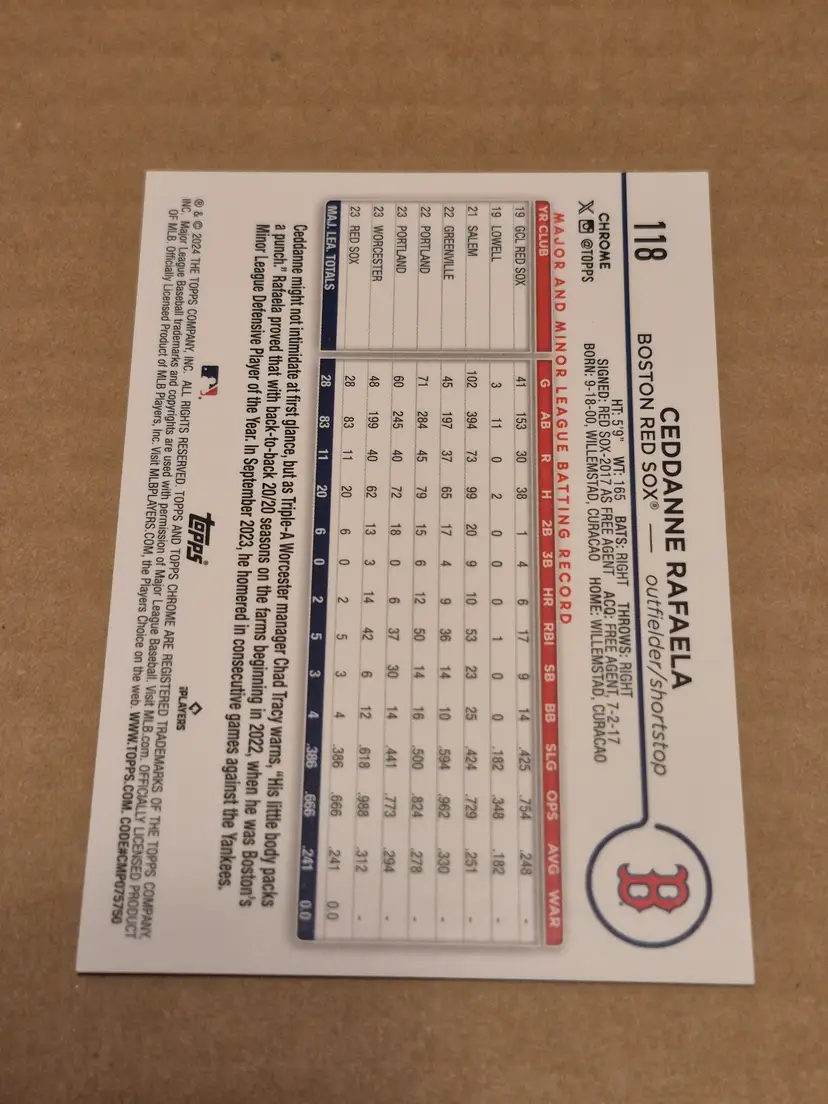 118
CEDDANNE RAFAELA
BOSTON RED SOX® — outfielder/shortstop
CHROME
X @TOPPS
HT: 5'9" WT: 165 BATS: RIGHT THROWS: RIGHT
SIGNED: RED SOX-2017 AS FREE AGENT ACQ: FREE AGENT, 7-2-17
BORN: 9-18-00, WILLEMSTAD, CURACAO HOME: WILLEMSTAD, CURACAO
B
MAJOR AND MINOR LEAGUE BATTING RECORD
YR CLUB G AB R H 2B 3B HR RBI SB BB SLG OPS AVG WAR
19 GCL RED SOX 41 153 30 38 1 4 6 17 9 14 .425 .754 .248 -
19 LOWELL 3 11 0 2 0 0 0 1 0 0 .182 .348 .182 -
21 SALEM 102 394 73 99 20 9 10 53 23 25 .424 .729 .251 -
22 GREENVILLE 45 197 37 65 17 4 9 36 14 10 .594 .962 .330 -
22 PORTLAND 71 284 45 79 15 6 12 50 14 16 .500 .824 .278 -
23 PORTLAND 60 245 40 72 18 0 6 37 30 14 .441 .773 .294 -
23 WORCESTER 48 199 40 62 13 3 14 42 6 12 .618 .988 .312 -
23 RED SOX 28 83 11 20 6 0 2 5 3 4 .386 .666 .241 0.0
MAJ. LEA. TOTALS 28 83 11 20 6 0 2 5 3 4 .386 .666 .241 0.0
Ceddanne might not intimidate at first glance, but as Triple-A Worcester manager Chad Tracy warns, "His little body packs
a punch." Rafaela proved that with back-to-back 20/20 seasons on the farms beginning in 2022, when he was Boston's
Minor League Defensive Player of the Year. In September 2023, he homered in consecutive games against the Yankees.
topps®
PLAYERS
® & © 2024 THE TOPPS COMPANY, INC. ALL RIGHTS RESERVED. TOPPS AND TOPPS CHROME ARE REGISTERED TRADEMARKS OF THE TOPPS COMPANY,
INC. Major League Baseball trademarks and copyrights are used with permission of Major League Baseball. Visit MLB.com. OFFICIALLY LICENSED PRODUCT
OF MLB. Officially Licensed Product of MLB Players, Inc. Visit MLBPLAYERS.COM, the Players Choice on the web. WWW.TOPPS.COM. CODE#CMP075750